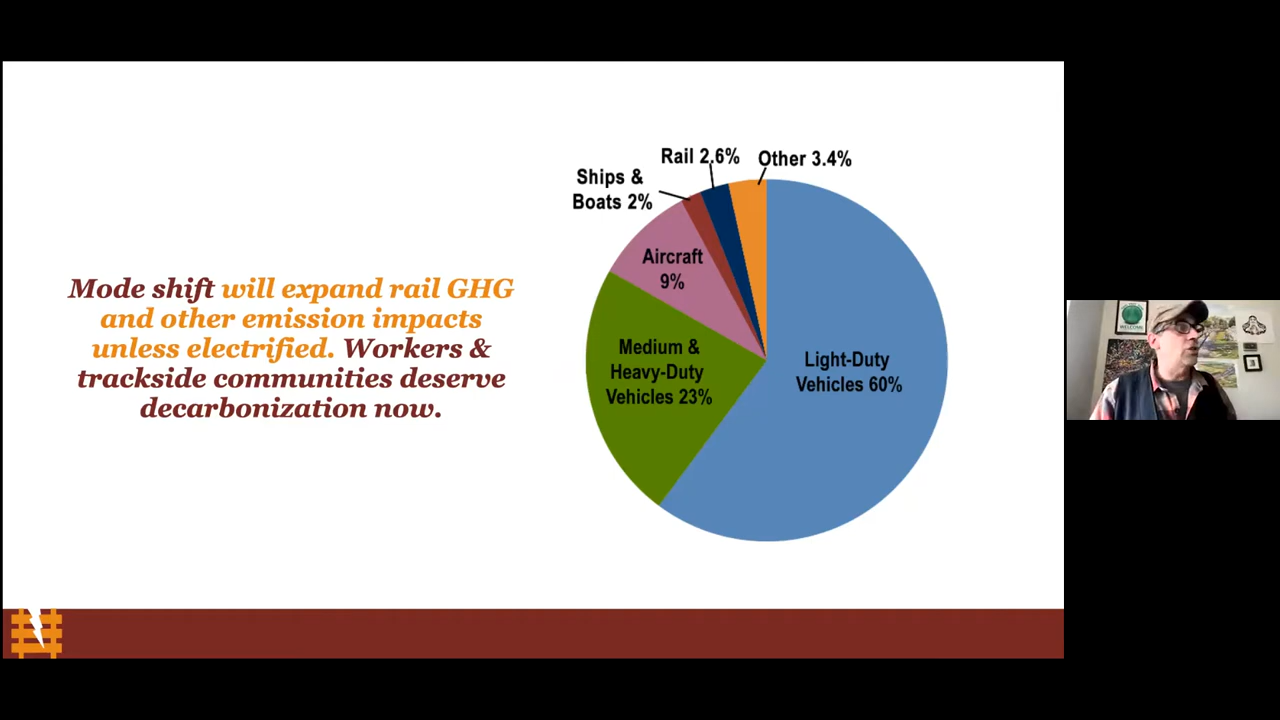 Mode shift will expand rail GHG
and other emission impacts
unless electrified. Workers &
trackside communities deserve
decarbonization now.
Rail 2.6%
Other 3.4%
Ships &
Boats 2%
Aircraft
9%
Medium &
Heavy-Duty
Vehicles 23%
Light-Duty
Vehicles 60%
WELCOME